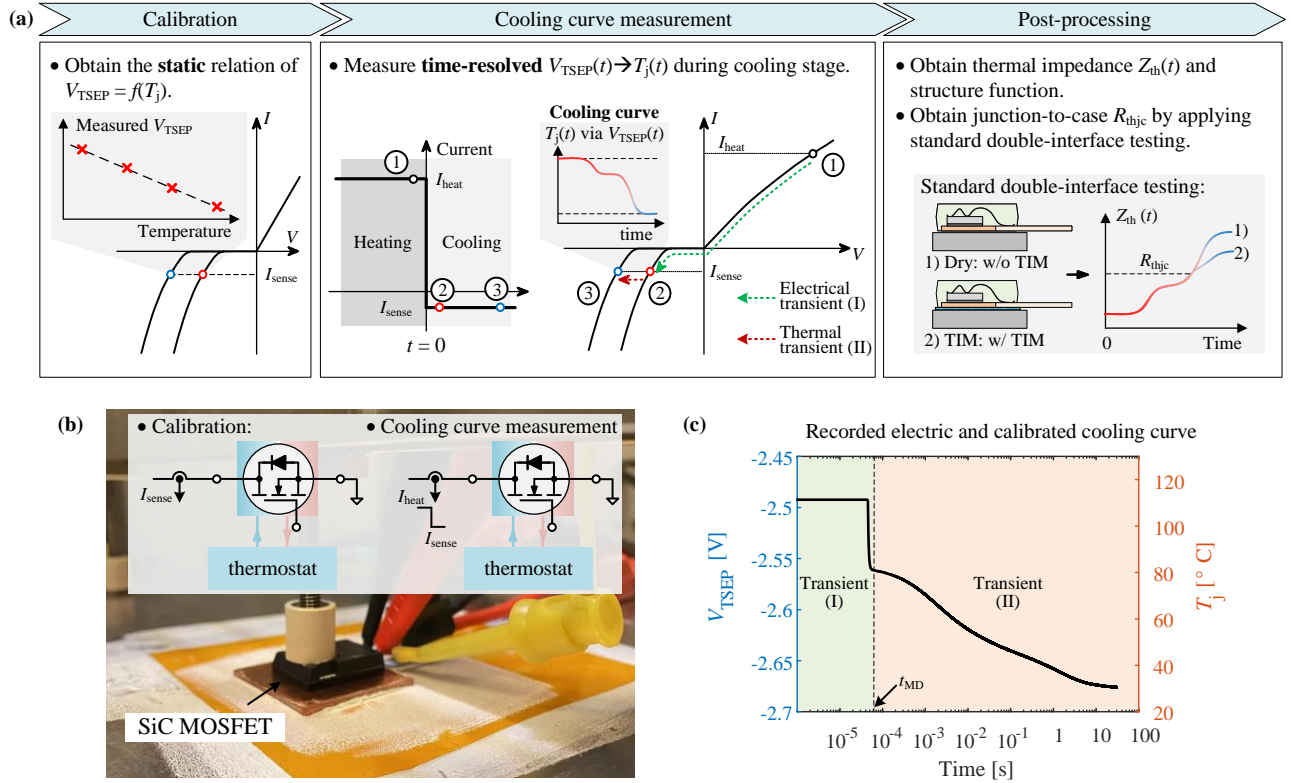 (a)
Calibration
Cooling curve measurement
Post-processing
• Obtain the static relation of
V_TSEP = f(T_j).
Measured V_TSEP
Temperature
I
V
I_sense
• Measure time-resolved V_TSEP(t)→T_j(t) during cooling stage.
Current
1
I_heat
Heating
Cooling
2
3
I_sense
t = 0
Cooling curve
T_j(t) via V_TSEP(t)
time
I
I_heat
1
V
I_sense
3
2
Electrical
transient (I)
Thermal
transient (II)
• Obtain thermal impedance Z_th(t) and
structure function.
• Obtain junction-to-case R_thjc by applying
standard double-interface testing.
Standard double-interface testing:
1) Dry: w/o TIM
2) TIM: w/ TIM
Z_th (t)
1)
2)
R_thjc
0
Time
(b)
• Calibration:
I_sense
thermostat
• Cooling curve measurement
I_heat
I_sense
thermostat
SiC MOSFET
(c)
Recorded electric and calibrated cooling curve
V_TSEP [V]
-2.45
-2.5
-2.55
-2.6
-2.65
-2.7
Transient
(I)
Transient
(II)
t_MD
120
100
80
60
40
20
T_j [° C]
10^-5
10^-4
10^-3
10^-2
10^-1
1
10
100
Time [s]